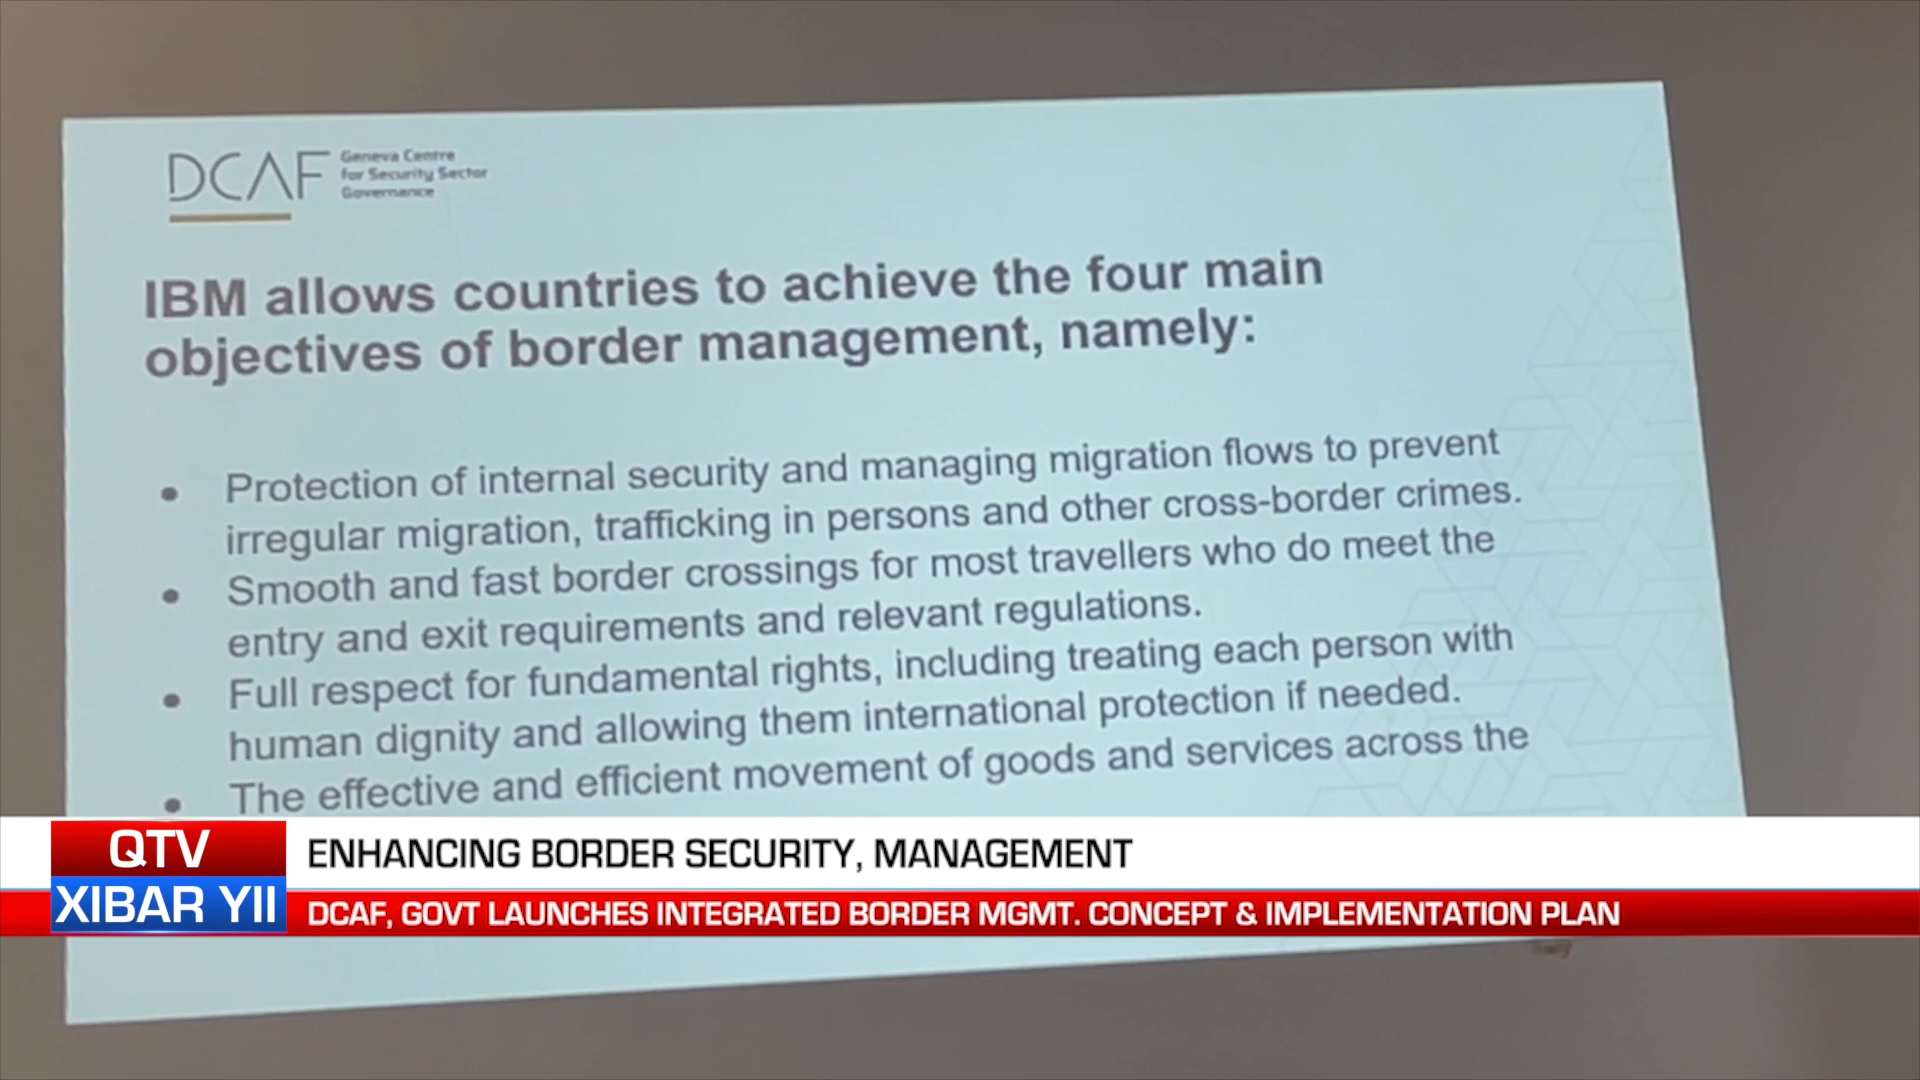 DCAF
Geneva Centre
for Security Sector
Governance
IBM allows countries to achieve the four main
objectives of border management, namely:
• Protection of internal security and managing migration flows to prevent
irregular migration, trafficking in persons and other cross-border crimes.
• Smooth and fast border crossings for most travellers who do meet the
entry and exit requirements and relevant regulations.
• Full respect for fundamental rights, including treating each person with
human dignity and allowing them international protection if needed.
• The effective and efficient movement of goods and services across the
QTV
XIBAR YII
ENHANCING BORDER SECURITY, MANAGEMENT
DCAF, GOVT LAUNCHES INTEGRATED BORDER MGMT. CONCEPT & IMPLEMENTATION PLAN